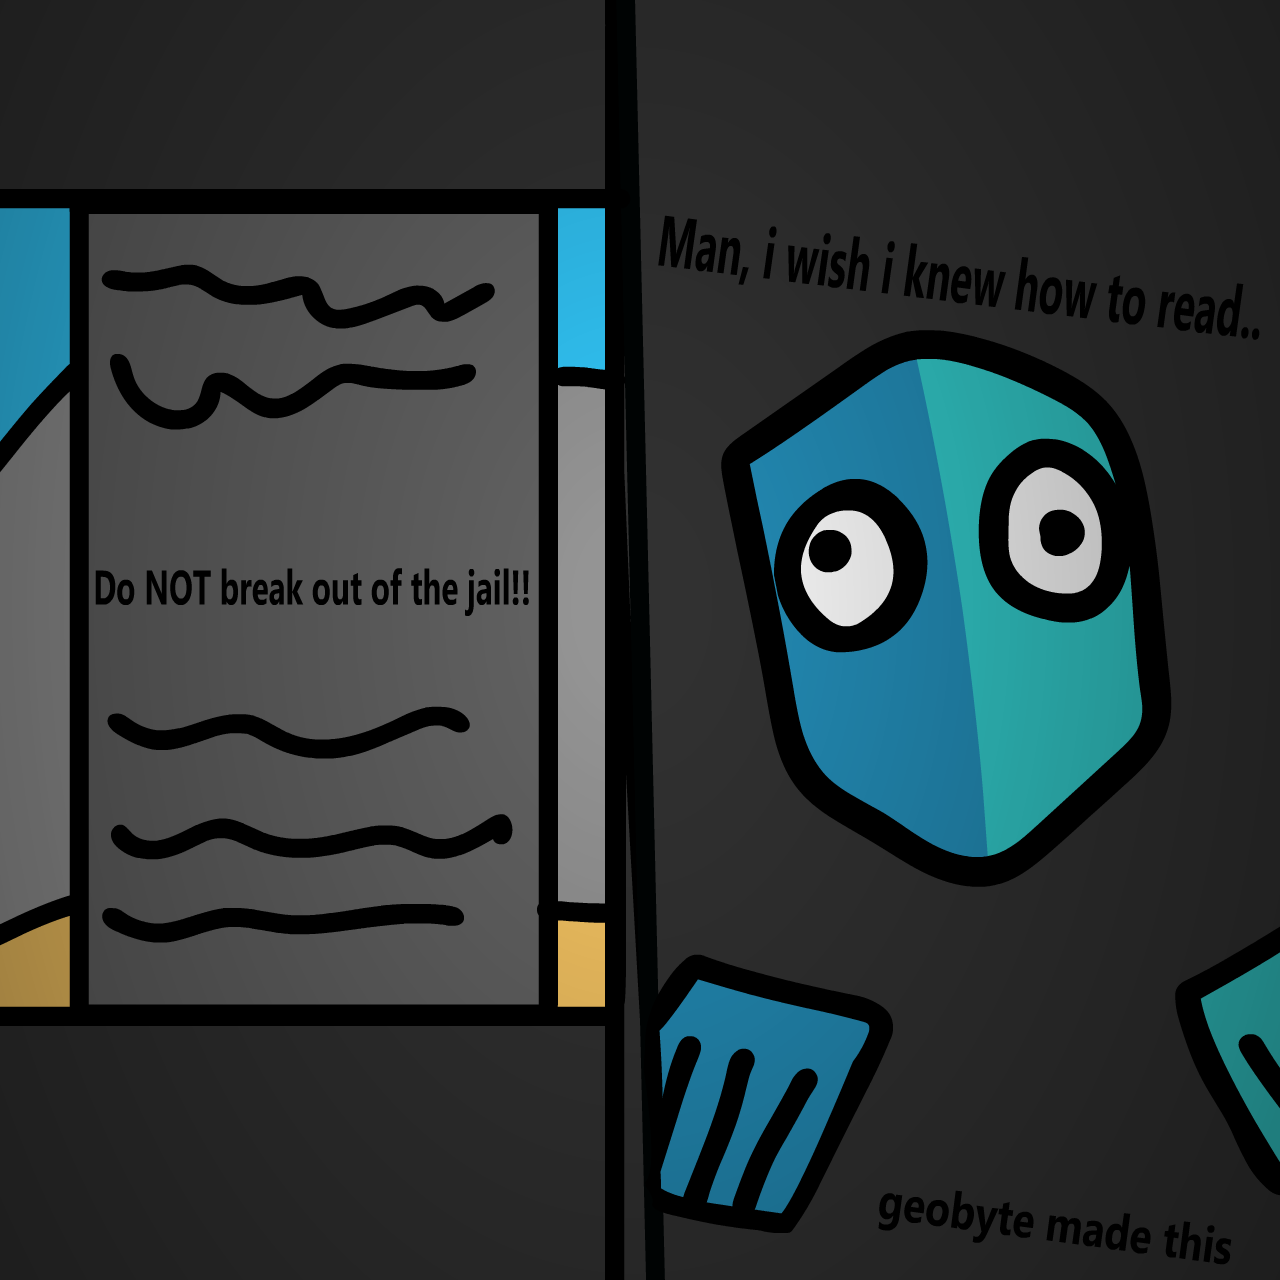 Do NOT break out of the jail!!
Man, i wish i knew how to read..
geobyte made this